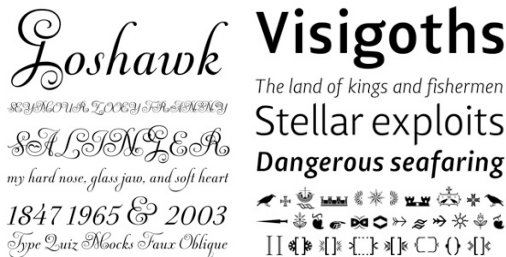 Goshawk
SEYMOUR ZOOEY FRANNY
SALINGER
my hard nose, glass jaw, and soft heart
1847 1965 & 2003
Type Quiz Mocks Faux Oblique
Visigoths
The land of kings and fishermen
Stellar exploits
Dangerous seafaring